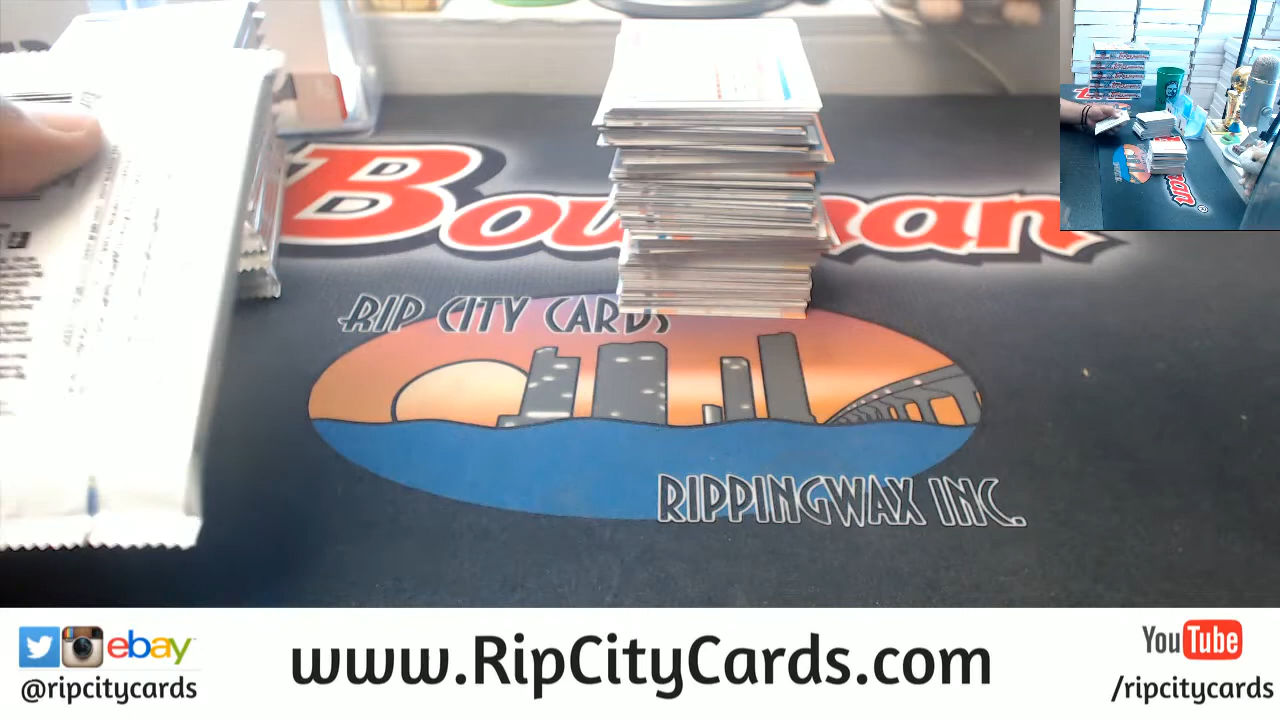 Bowman
RIP CITY CARDS
RIPPINGWAX INC.
ebay
@ripcitycards
www.RipCityCards.com
YouTube
/ripcitycards